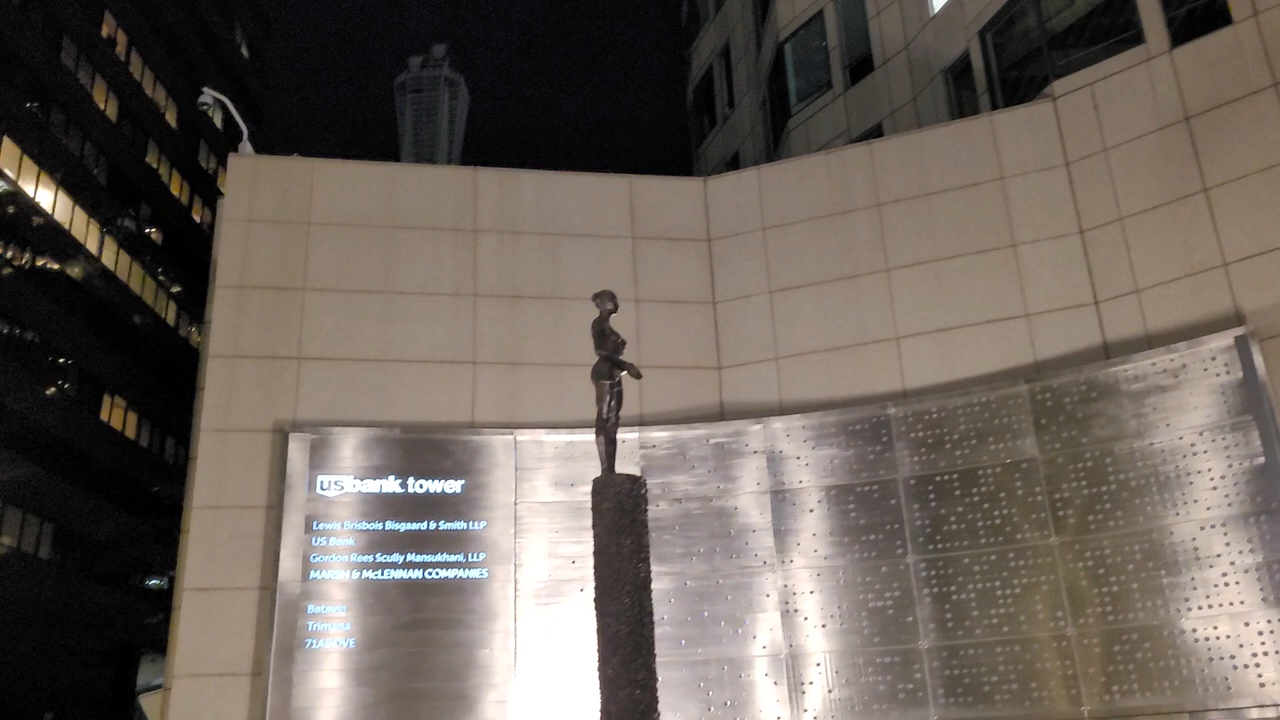 usbank tower
Lewis Brisbois Bisgaard & Smith LLP
US Bank
Gordon Rees Scully Mansukhani, LLP
MARSH & McLENNAN COMPANIES
Batavia
Trimana
71ABOVE